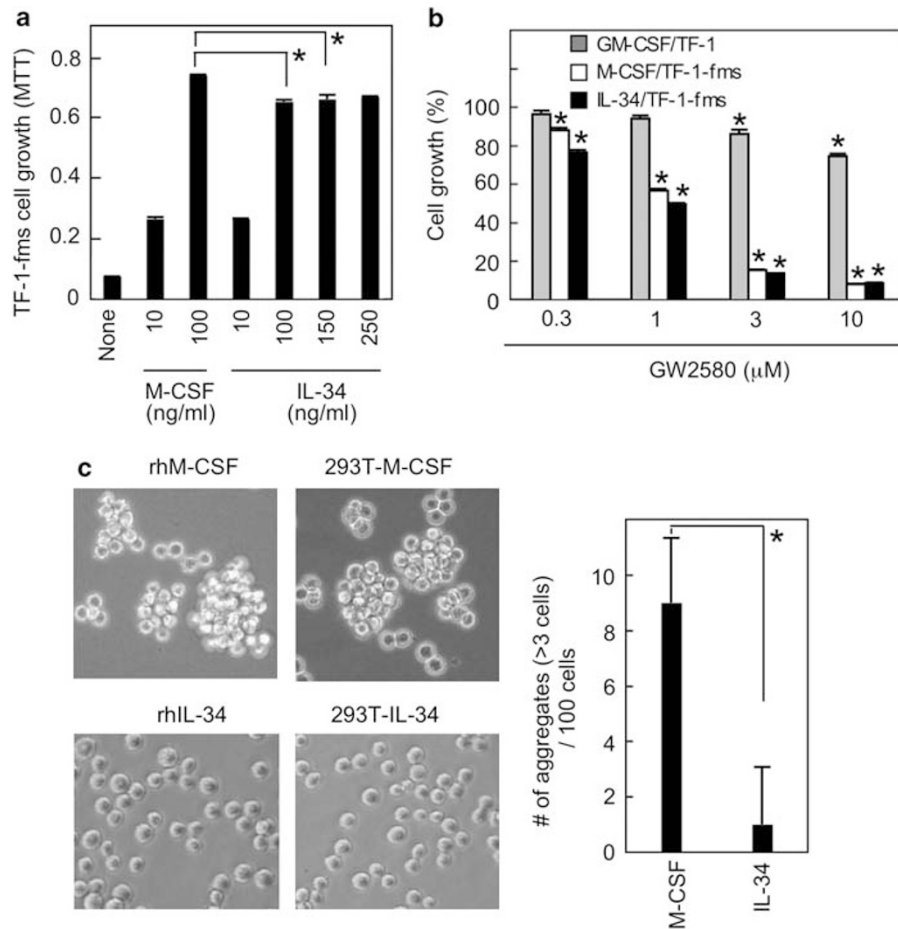 a
TF-1-fms cell growth (MTT)
0.8
0.6
0.4
0.2
0
*
*
None
10
100
10
100
150
250
M-CSF
(ng/ml)
IL-34
(ng/ml)
b
Cell growth (%)
100
80
60
40
20
0
GM-CSF/TF-1
M-CSF/TF-1-fms
IL-34/TF-1-fms
* *
* *
* * *
* * *
0.3
1
3
10
GW2580 (μM)
c
rhM-CSF
293T-M-CSF
rhIL-34
293T-IL-34
# of aggregates (>3 cells)
/ 100 cells
10
8
6
4
2
0
*
M-CSF
IL-34